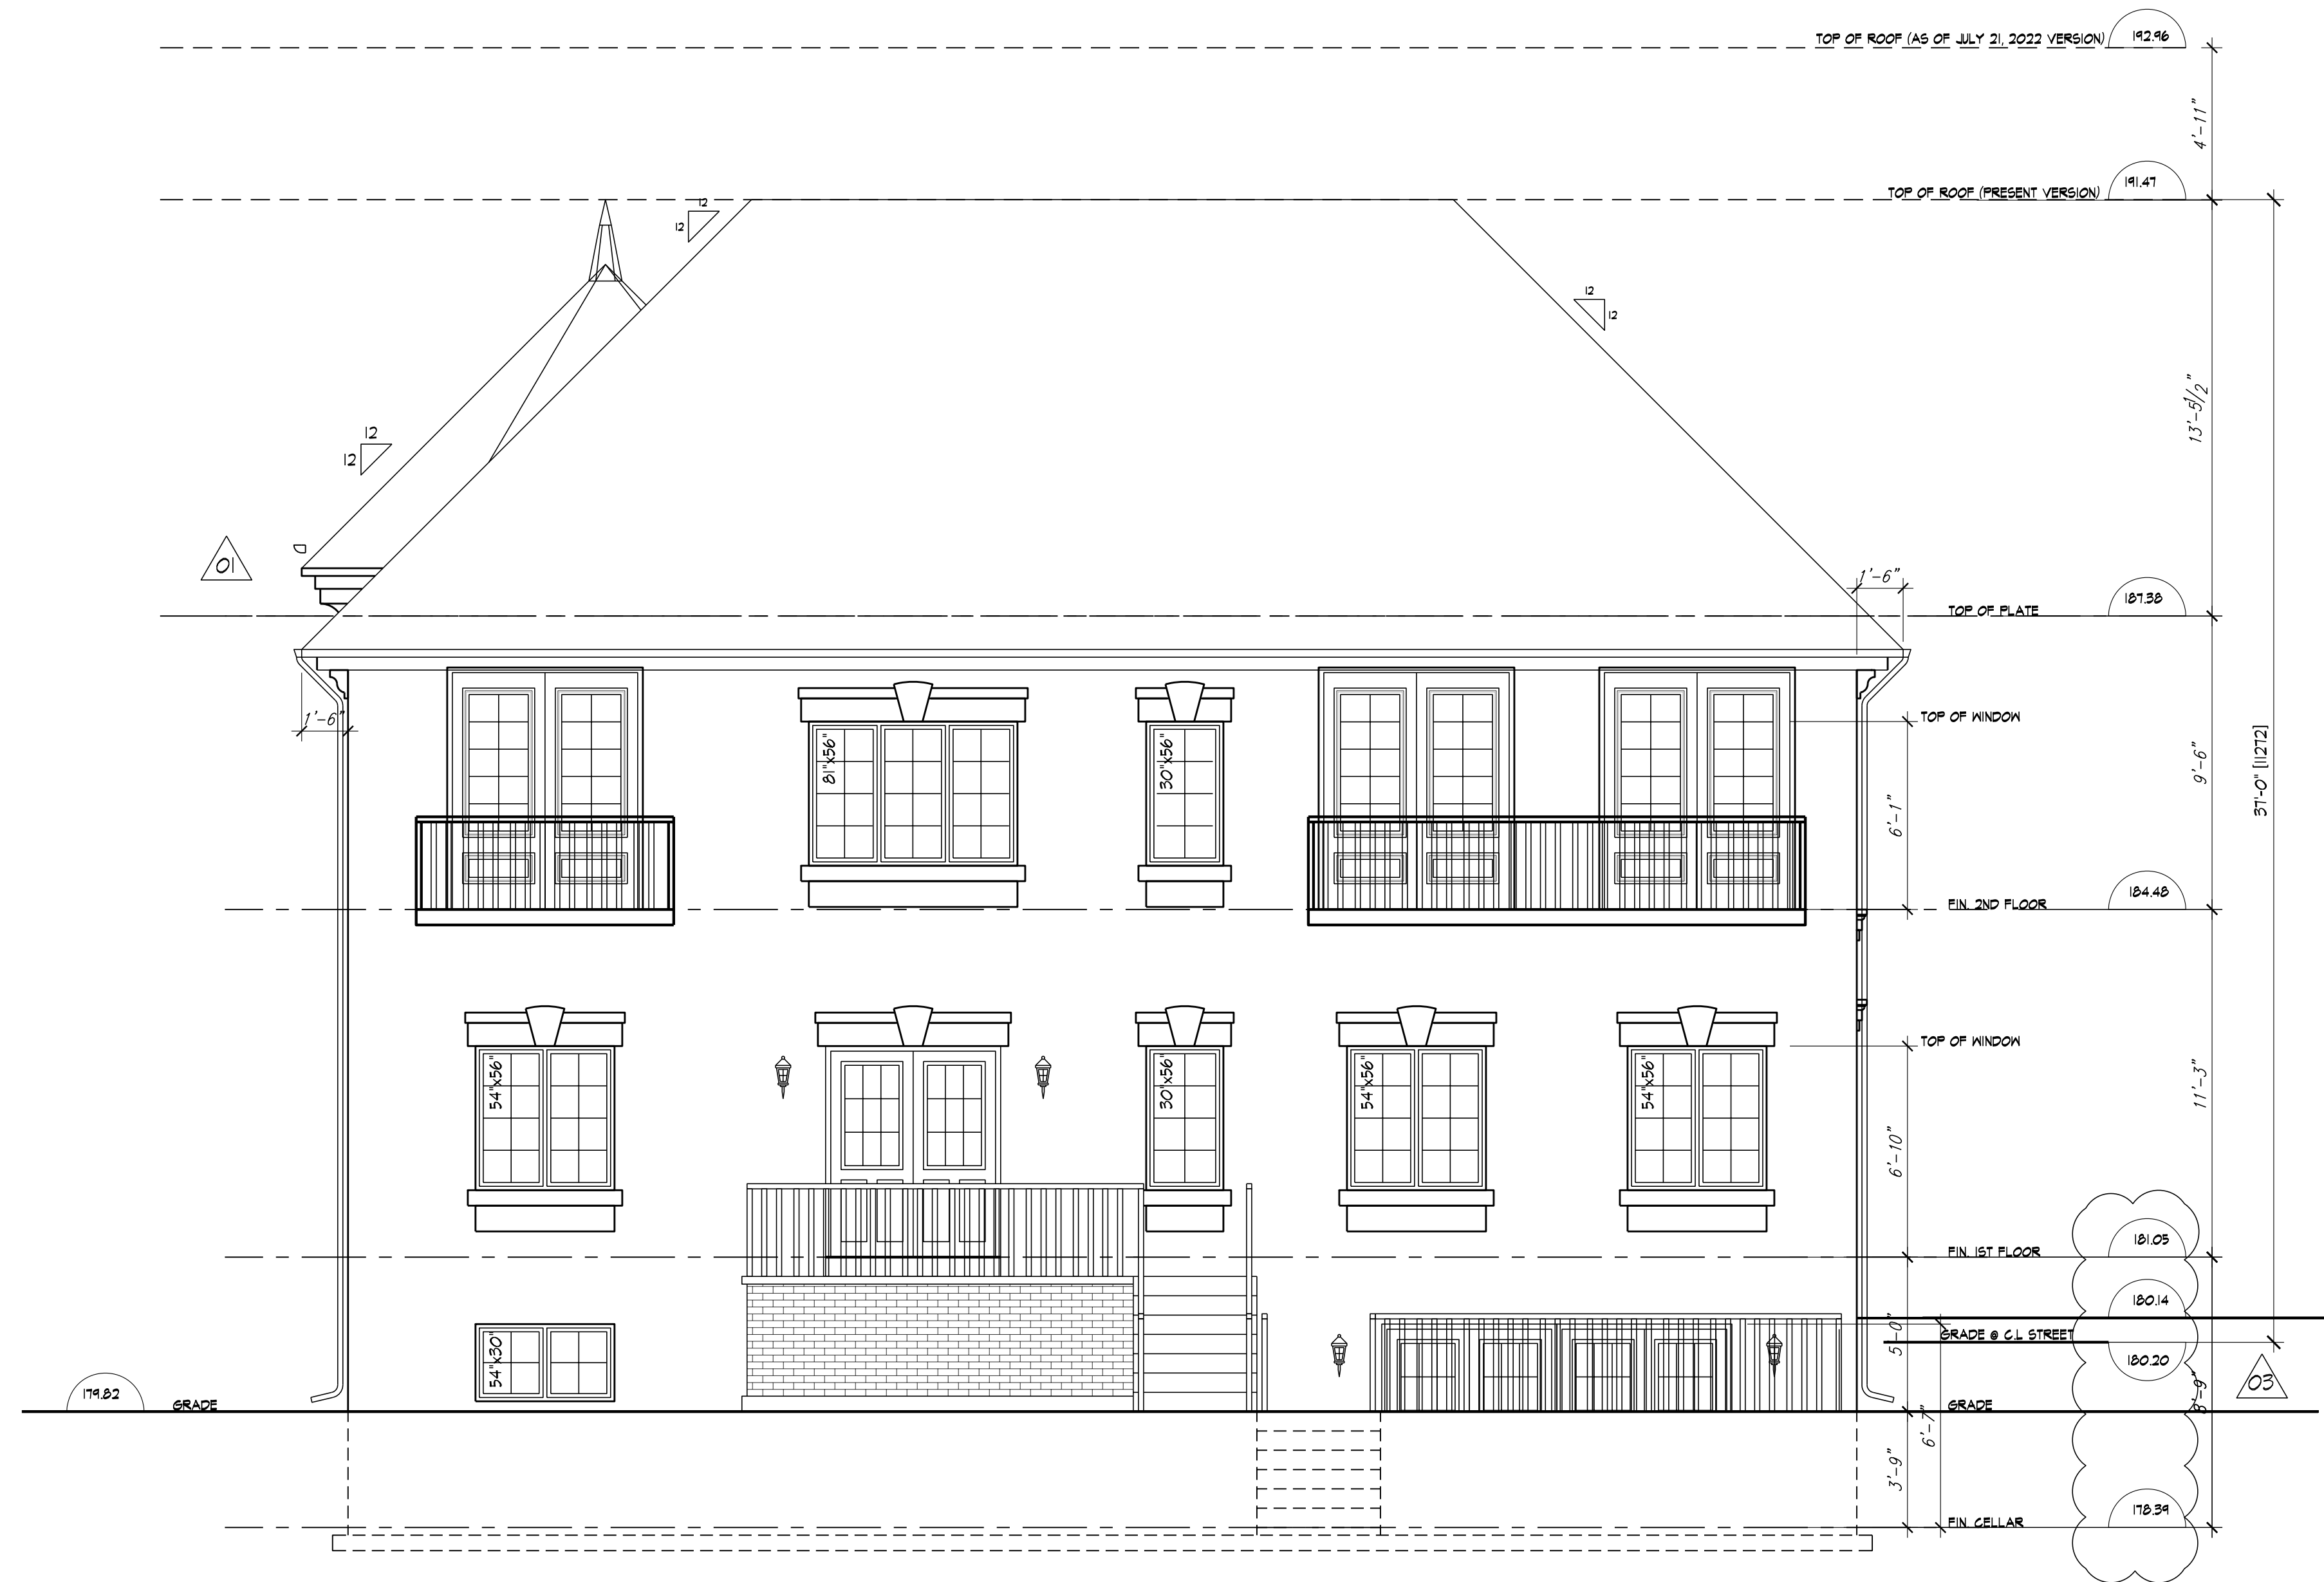 TOP OF ROOF (AS OF JULY 21, 2022 VERSION)
192.96
4'-11"
TOP OF ROOF (PRESENT VERSION)
191.47
12
12
12
12
12
12
13'-5 1/2"
01
1'-6"
TOP OF PLATE
187.38
1'-6"
TOP OF WINDOW
81"x56"
30"x56"
6'-1"
9'-6"
37'-0" [11272]
FIN. 2ND FLOOR
184.48
TOP OF WINDOW
54"x56"
30"x56"
54"x56"
54"x56"
6'-10"
11'-3"
FIN. 1ST FLOOR
181.05
180.14
5'-0"
GRADE @ C.L STREET
180.20
54"x30"
03
179.82
GRADE
GRADE
8'-9"
6'-7"
3'-9"
FIN. CELLAR
178.39